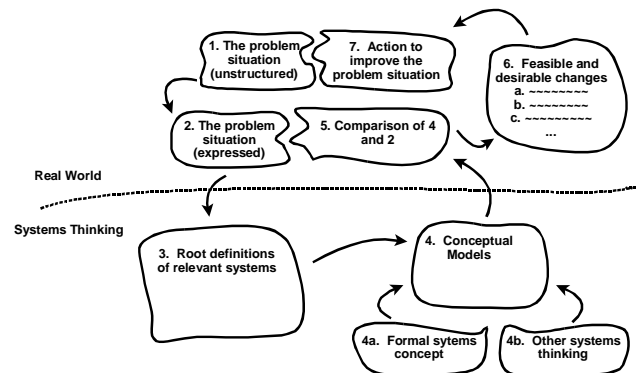 1. The problem
situation
(unstructured)
7. Action to
improve the
problem situation
6. Feasible and
desirable changes
a. ~~~~~~~~
b. ~~~~~~~~
c. ~~~~~~~~~
...
2. The problem
situation
(expressed)
5. Comparison of 4
and 2
Real World
Systems Thinking
3. Root definitions
of relevant systems
4. Conceptual
Models
4a. Formal sytems
concept
4b. Other systems
thinking